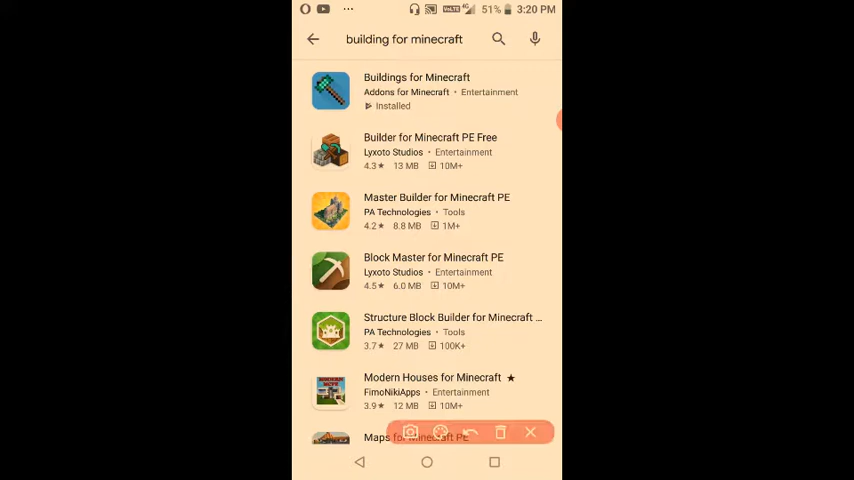 51% 3:20 PM
building for minecraft
Buildings for Minecraft
Addons for Minecraft • Entertainment
Installed
Builder for Minecraft PE Free
Lyxoto Studios • Entertainment
4.3★ 13 MB 10M+
Master Builder for Minecraft PE
PA Technologies • Tools
4.2★ 8.8 MB 1M+
Block Master for Minecraft PE
Lyxoto Studios • Entertainment
4.5★ 6.0 MB 10M+
Structure Block Builder for Minecraft ...
PA Technologies • Tools
3.7★ 27 MB 100K+
Modern Houses for Minecraft ★
FimoNikiApps • Entertainment
3.9★ 12 MB 10M+
Maps for Minecraft PE